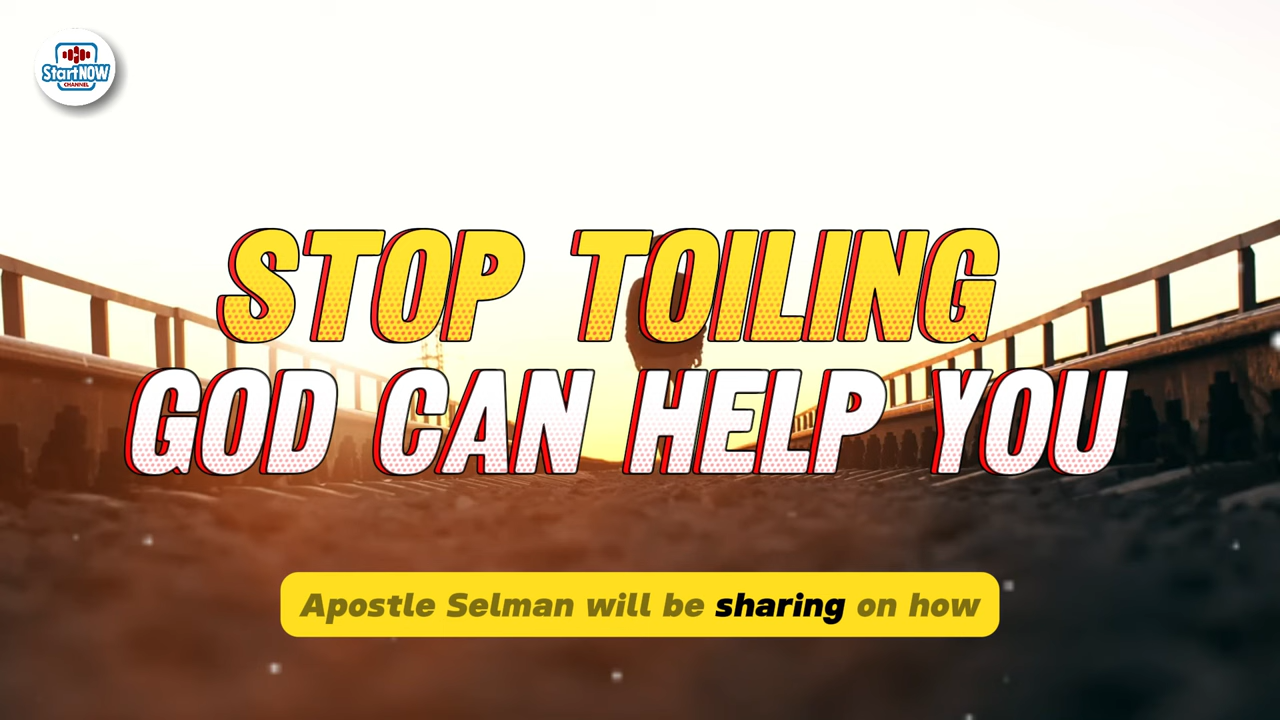 StartNOW
CHANNEL
STOP TOILING
GOD CAN HELP YOU
Apostle Selman will be sharing on how